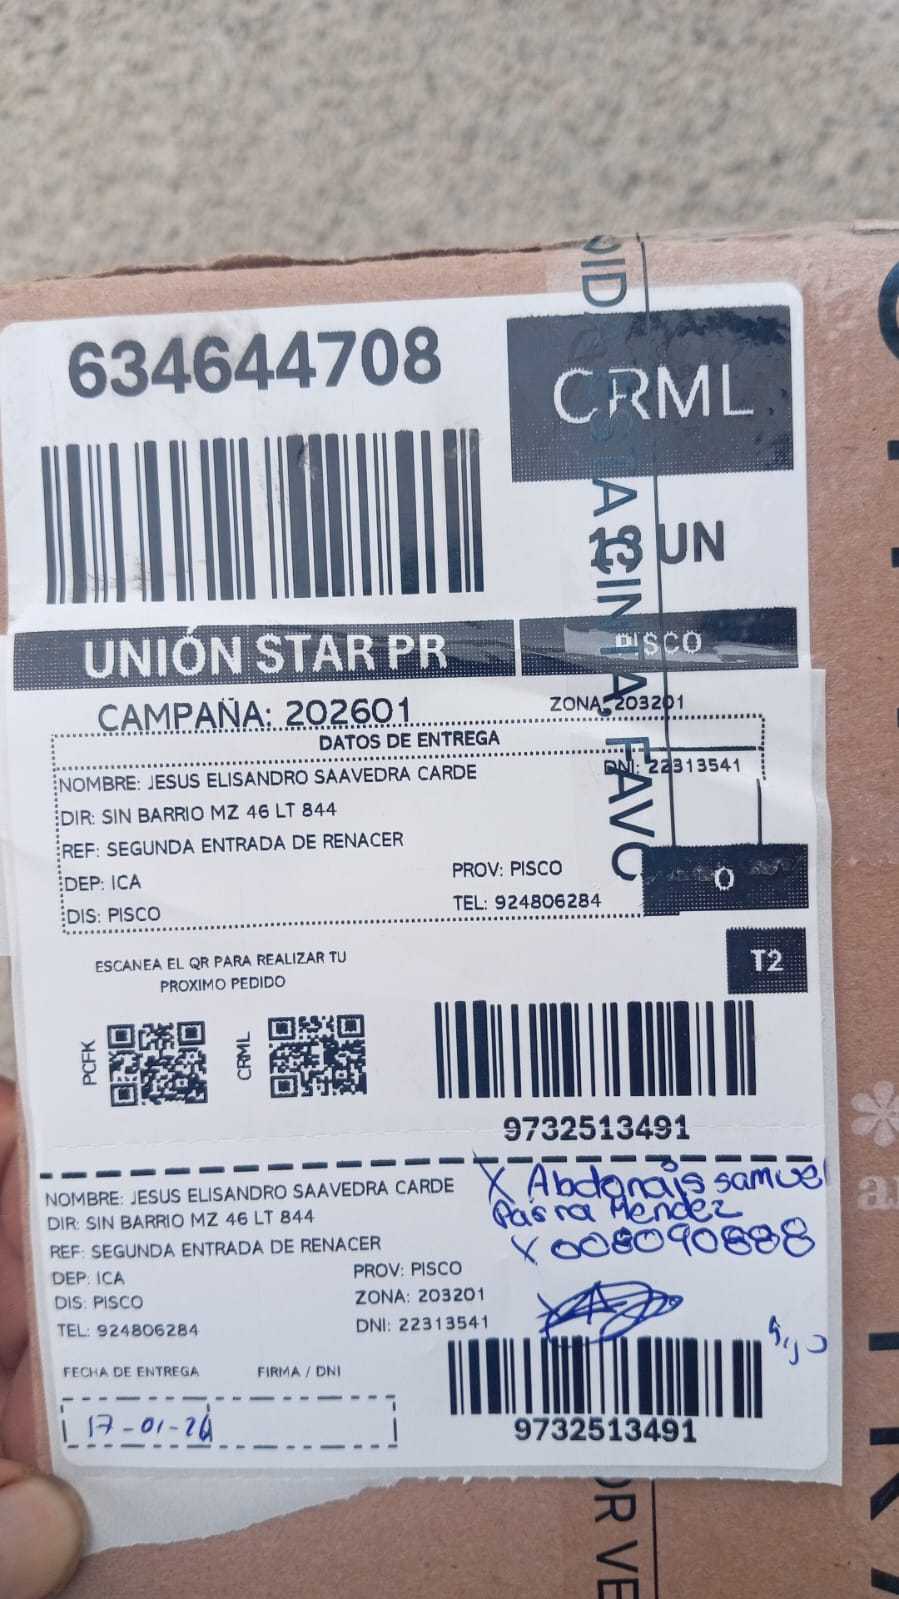 634644708
CRML
13 UN
UNIÓN STAR PR
PISCO
CAMPAÑA: 202601
ZONA: 203201
DATOS DE ENTREGA
NOMBRE: JESUS ELISANDRO SAAVEDRA CARDE
DNI: 22313541
DIR: SIN BARRIO MZ 46 LT 844
REF: SEGUNDA ENTRADA DE RENACER
DEP: ICA
PROV: PISCO
O
DIS: PISCO
TEL: 924806284
T2
ESCANEA EL QR PARA REALIZAR TU
PROXIMO PEDIDO
PCFK
CRML
9732513491
NOMBRE: JESUS ELISANDRO SAAVEDRA CARDE
X Abdonais samuel
DIR: SIN BARRIO MZ 46 LT 844
Parra Mendez
REF: SEGUNDA ENTRADA DE RENACER
X 008090888
DEP: ICA
PROV: PISCO
DIS: PISCO
ZONA: 203201
TEL: 924806284
DNI: 22313541
FECHA DE ENTREGA
FIRMA / DNI
17-01-26
9732513491
STA CINTA, FAVO
OR VE